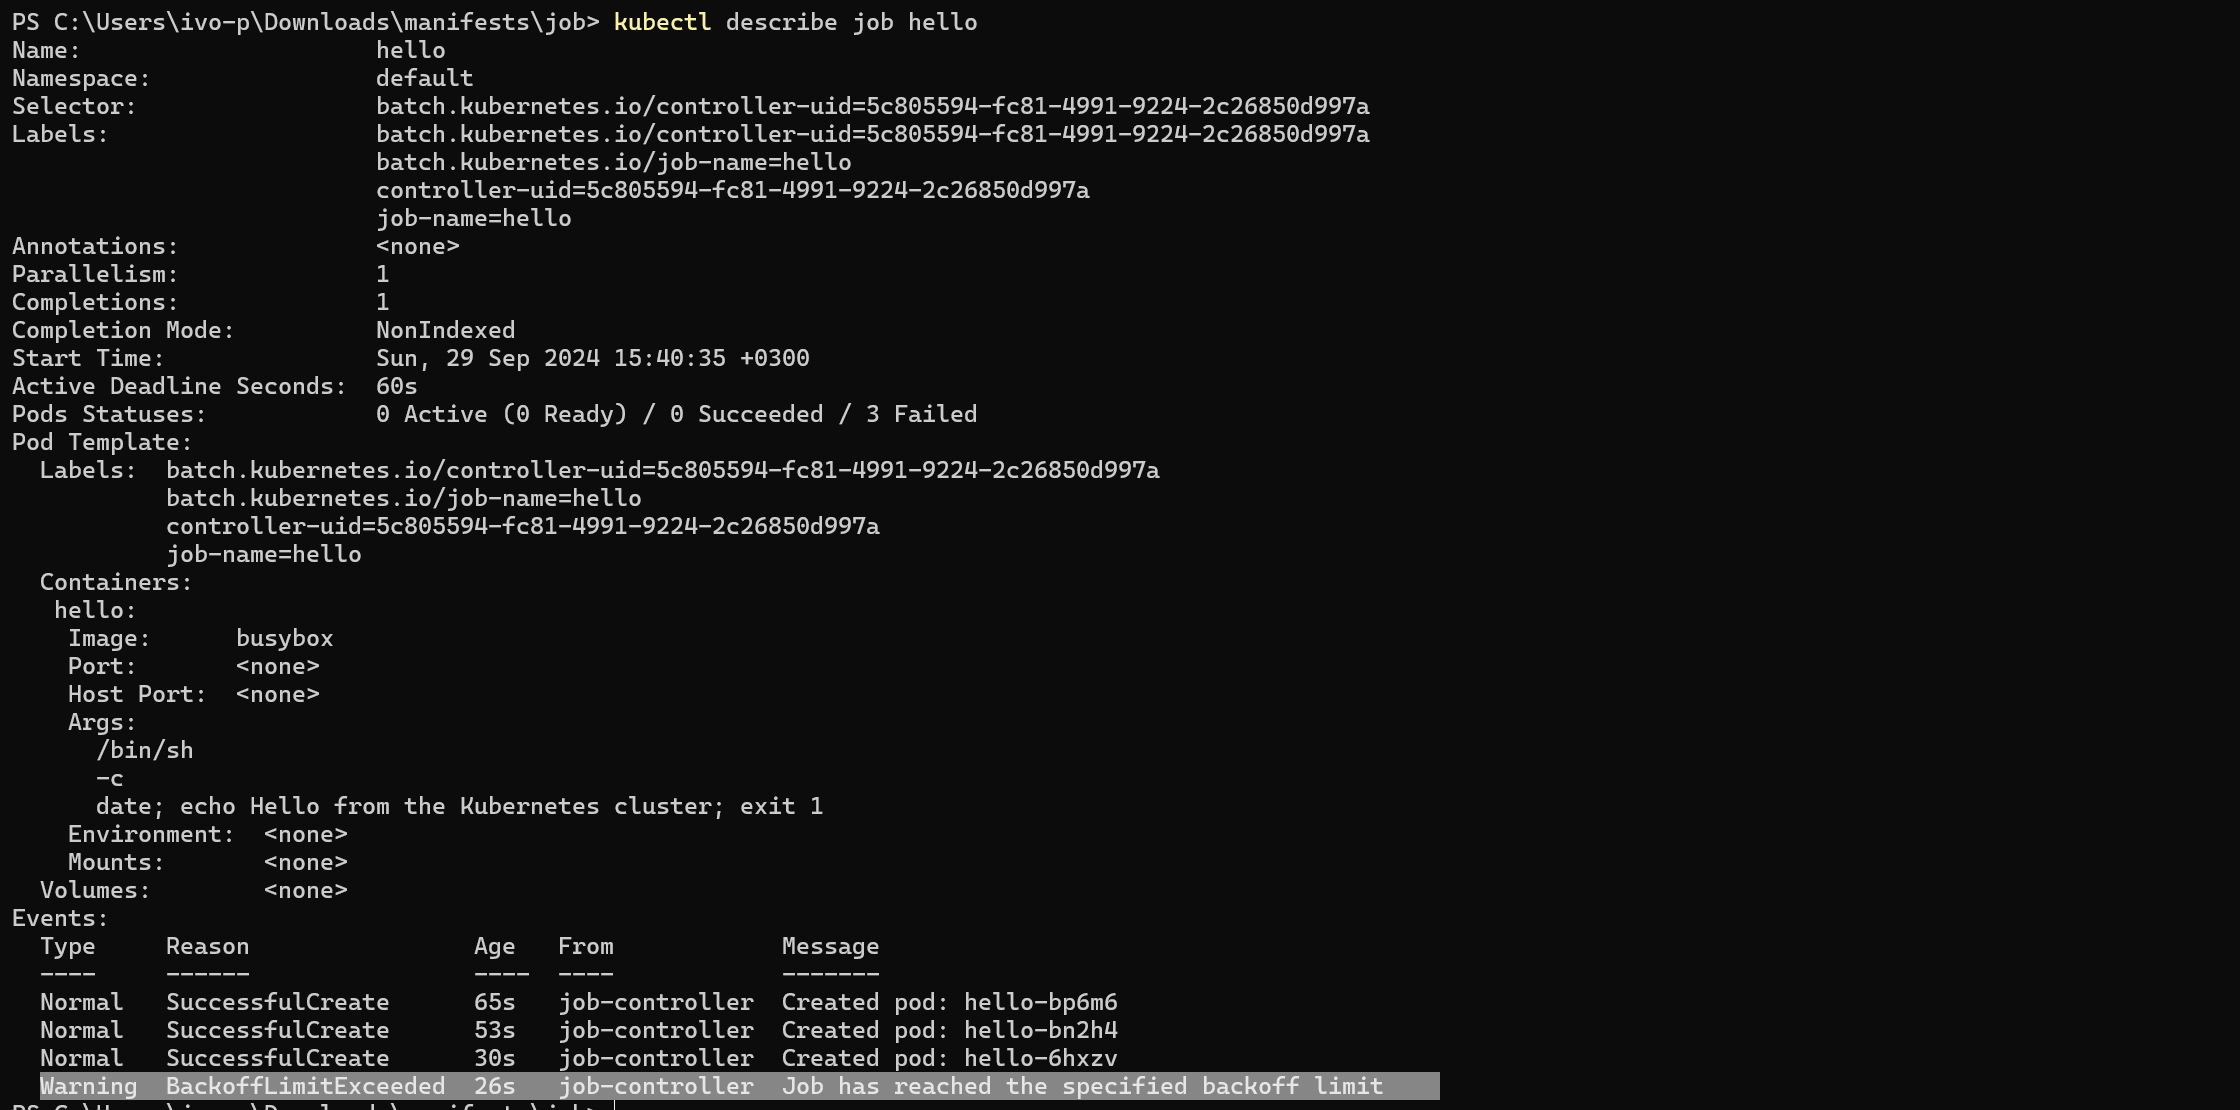 PS C:\Users\ivo-p\Downloads\manifests\job> kubectl describe job hello
Name:                     hello
Namespace:                default
Selector:                 batch.kubernetes.io/controller-uid=5c805594-fc81-4991-9224-2c26850d997a
Labels:                   batch.kubernetes.io/controller-uid=5c805594-fc81-4991-9224-2c26850d997a
                          batch.kubernetes.io/job-name=hello
                          controller-uid=5c805594-fc81-4991-9224-2c26850d997a
                          job-name=hello
Annotations:              <none>
Parallelism:              1
Completions:              1
Completion Mode:          NonIndexed
Start Time:               Sun, 29 Sep 2024 15:40:35 +0300
Active Deadline Seconds:  60s
Pods Statuses:            0 Active (0 Ready) / 0 Succeeded / 3 Failed
Pod Template:
  Labels:  batch.kubernetes.io/controller-uid=5c805594-fc81-4991-9224-2c26850d997a
           batch.kubernetes.io/job-name=hello
           controller-uid=5c805594-fc81-4991-9224-2c26850d997a
           job-name=hello
  Containers:
   hello:
    Image:      busybox
    Port:       <none>
    Host Port:  <none>
    Args:
      /bin/sh
      -c
      date; echo Hello from the Kubernetes cluster; exit 1
    Environment:  <none>
    Mounts:       <none>
  Volumes:        <none>
Events:
  Type     Reason                Age   From            Message
  ----     ------                ----  ----            -------
  Normal   SuccessfulCreate      65s   job-controller  Created pod: hello-bp6m6
  Normal   SuccessfulCreate      53s   job-controller  Created pod: hello-bn2h4
  Normal   SuccessfulCreate      30s   job-controller  Created pod: hello-6hxzv
  Warning  BackoffLimitExceeded  26s   job-controller  Job has reached the specified backoff limit
PS C:\Users\ivo-p\Downloads\manifests\job>